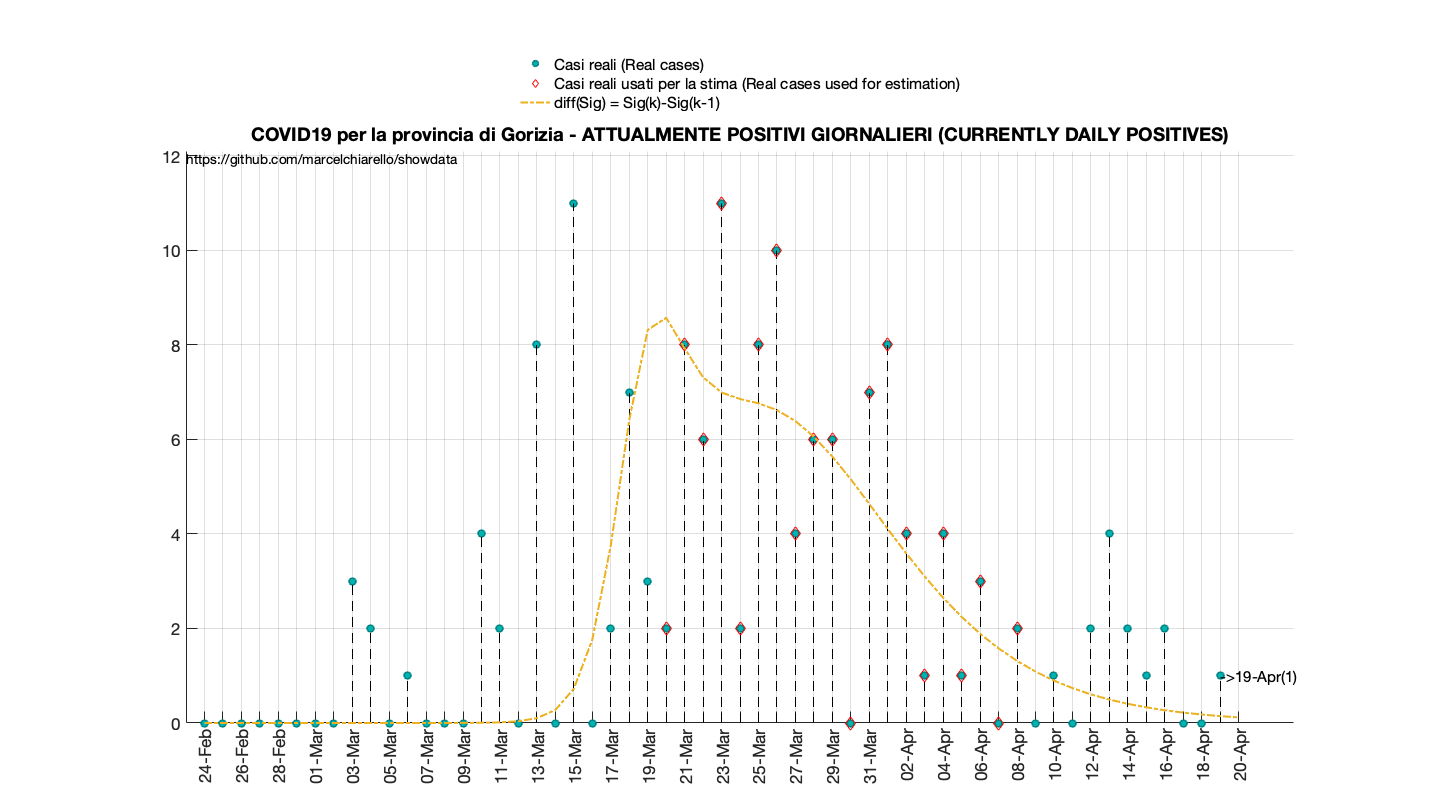 Casi reali (Real cases)
Casi reali usati per la stima (Real cases used for estimation)
diff(Sig) = Sig(k)-Sig(k-1)
COVID19 per la provincia di Gorizia - ATTUALMENTE POSITIVI GIORNALIERI (CURRENTLY DAILY POSITIVES)
https://github.com/marcelchiarello/showdata
12
10
8
6
4
2
0
->19-Apr(1)
24-Feb
26-Feb
28-Feb
01-Mar
03-Mar
05-Mar
07-Mar
09-Mar
11-Mar
13-Mar
15-Mar
17-Mar
19-Mar
21-Mar
23-Mar
25-Mar
27-Mar
29-Mar
31-Mar
02-Apr
04-Apr
06-Apr
08-Apr
10-Apr
12-Apr
14-Apr
16-Apr
18-Apr
20-Apr